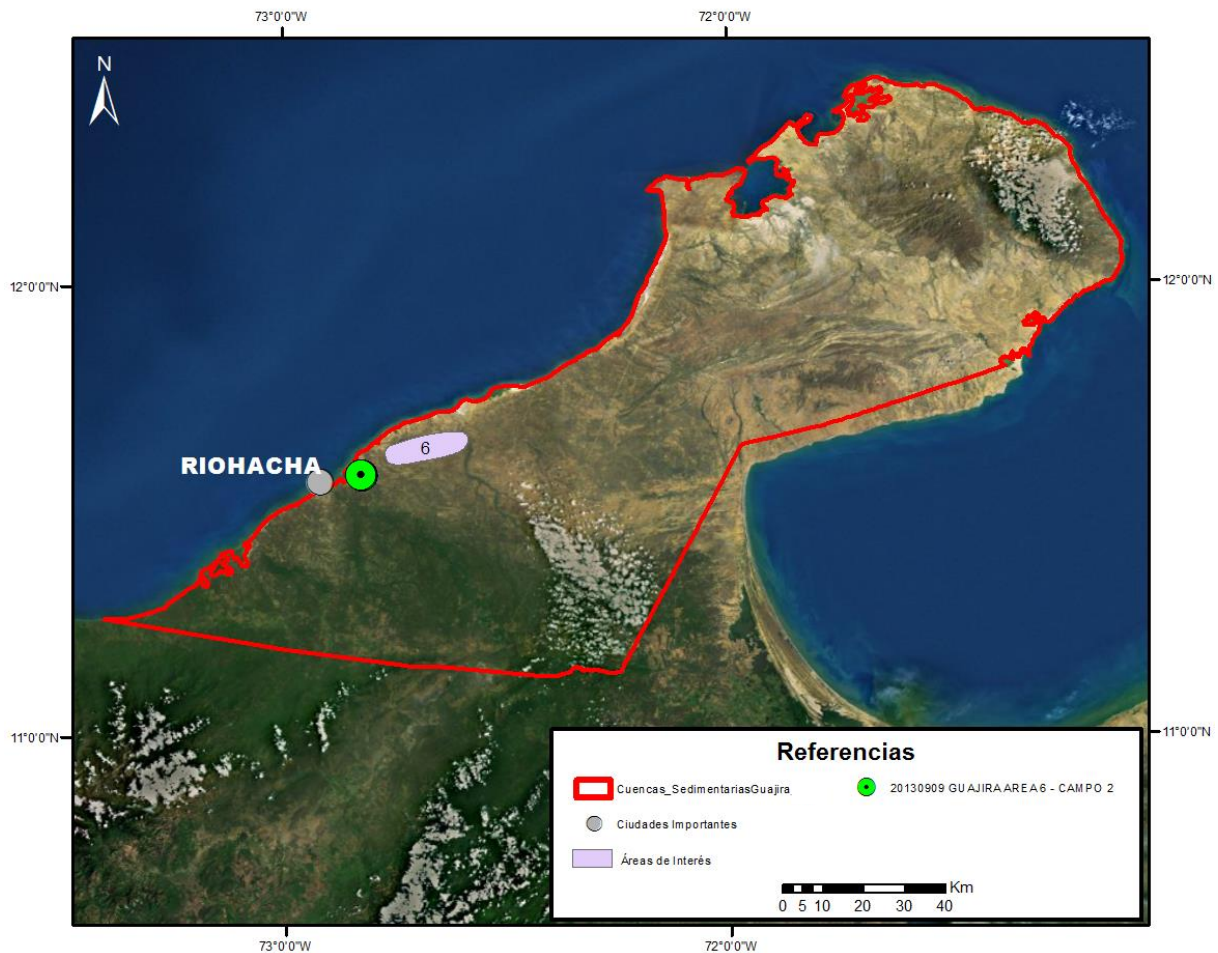 73°0'0"W 72°0'0"W
N
12°0'0"N 12°0'0"N
6
RIOHACHA
11°0'0"N 11°0'0"N
Referencias
Cuencas_SedimentariasGuajira
20130909 GUAJIRA AREA 6 - CAMPO 2
Ciudades Importantes
Áreas de Interés
Km
0 5 10 20 30 40
73°0'0"W 72°0'0"W